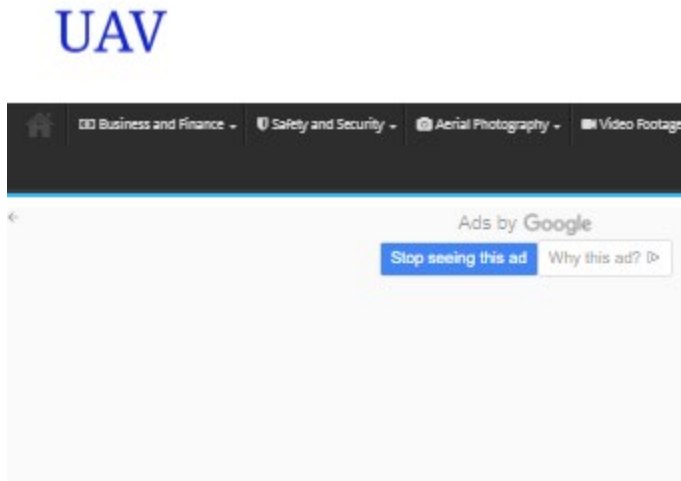 UAV
Business and Finance Safety and Security Aerial Photography Video Footage
Ads by Google
Stop seeing this ad Why this ad?